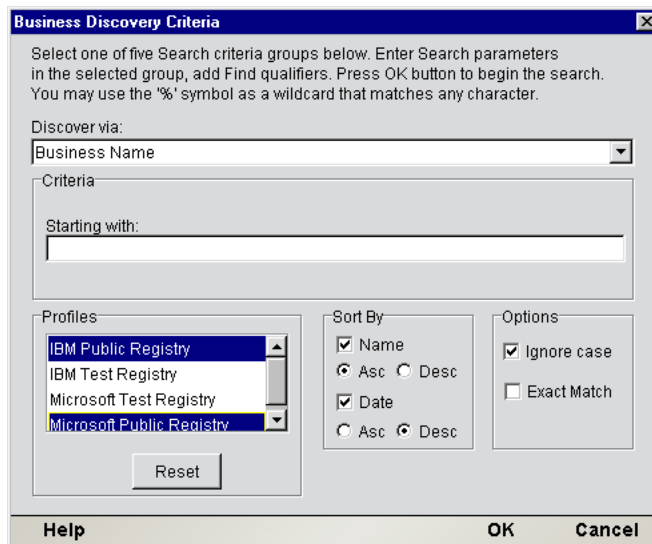 Business Discovery Criteria
Select one of five Search criteria groups below. Enter Search parameters
in the selected group, add Find qualifiers. Press OK button to begin the search.
You may use the '%' symbol as a wildcard that matches any character.
Discover via:
Business Name
Criteria
Starting with:
Profiles
IBM Public Registry
IBM Test Registry
Microsoft Test Registry
Microsoft Public Registry
Reset
Sort By
Name
Asc Desc
Date
Asc Desc
Options
Ignore case
Exact Match
Help OK Cancel